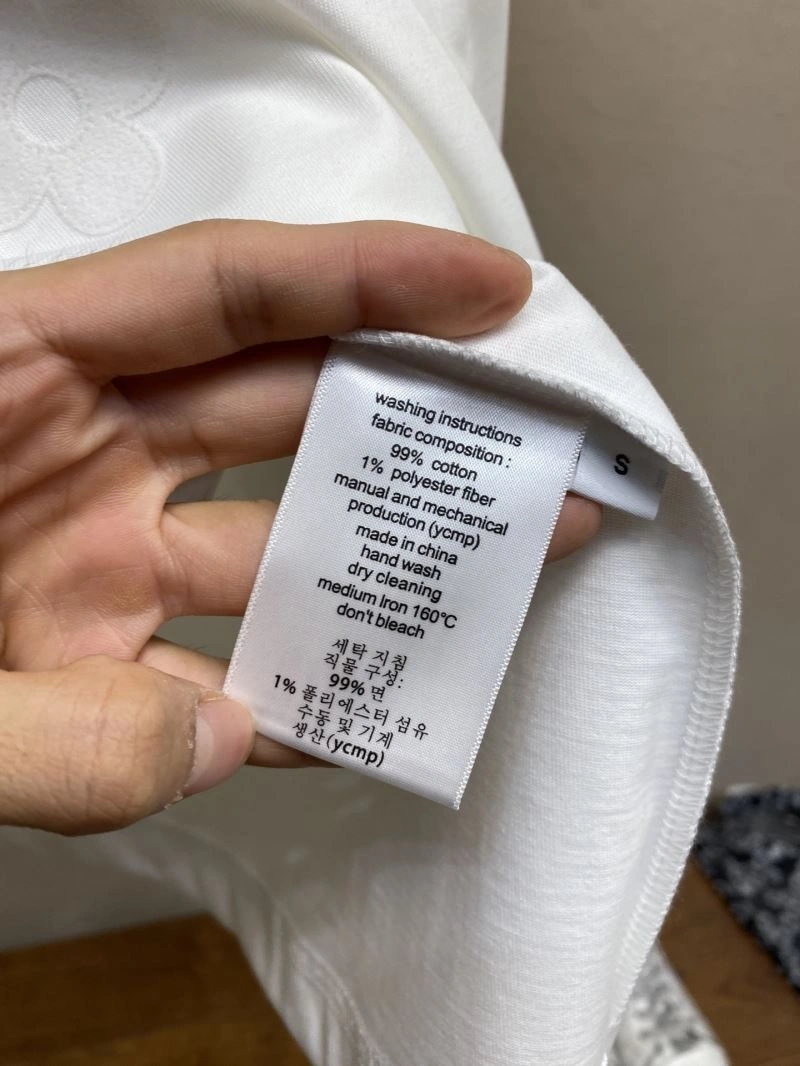 washing instructions
fabric composition :
99% cotton
1% polyester fiber
manual and mechanical
production (ycmp)
made in china
hand wash
dry cleaning
medium Iron 160°C
don't bleach
세탁 지침
직물 구성:
99% 면
1% 폴리에스터 섬유
수동 및 기계
생산(ycmp)
S